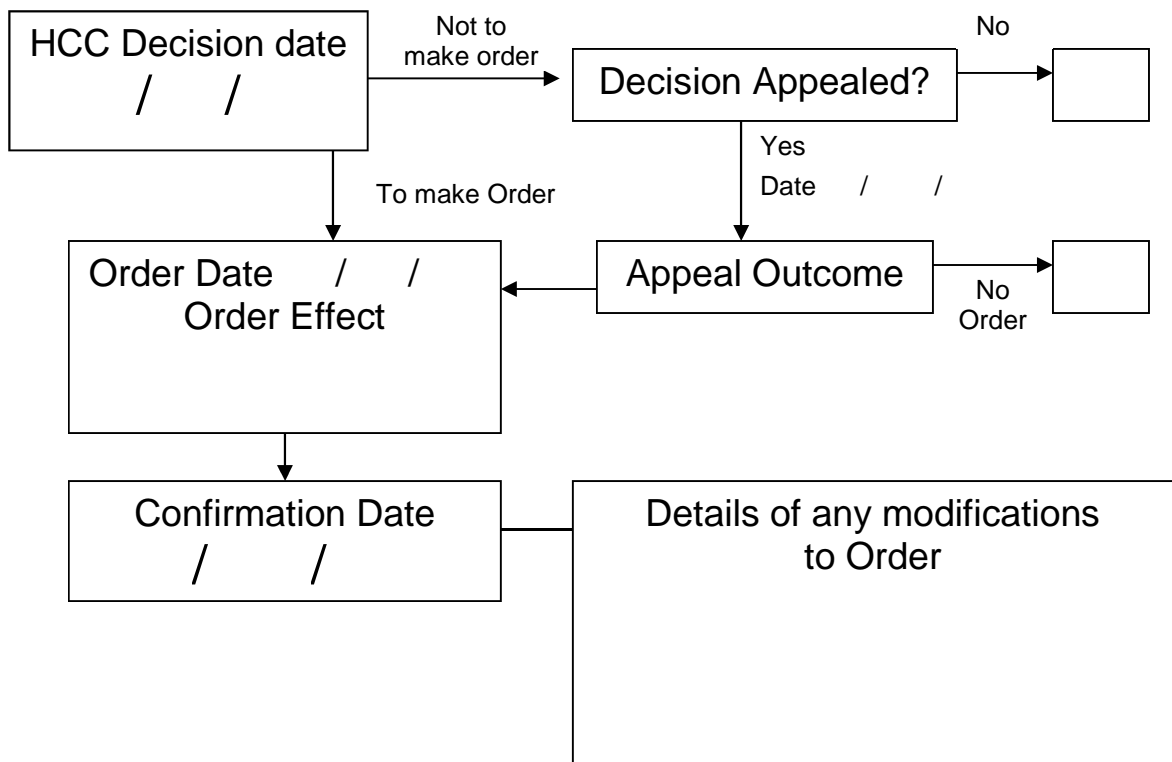 HCC Decision date
/ /
Not to
make order
Decision Appealed?
No
Yes
Date / /
To make Order
Order Date / /
Order Effect
Appeal Outcome
No
Order
Confirmation Date
/ /
Details of any modifications
to Order